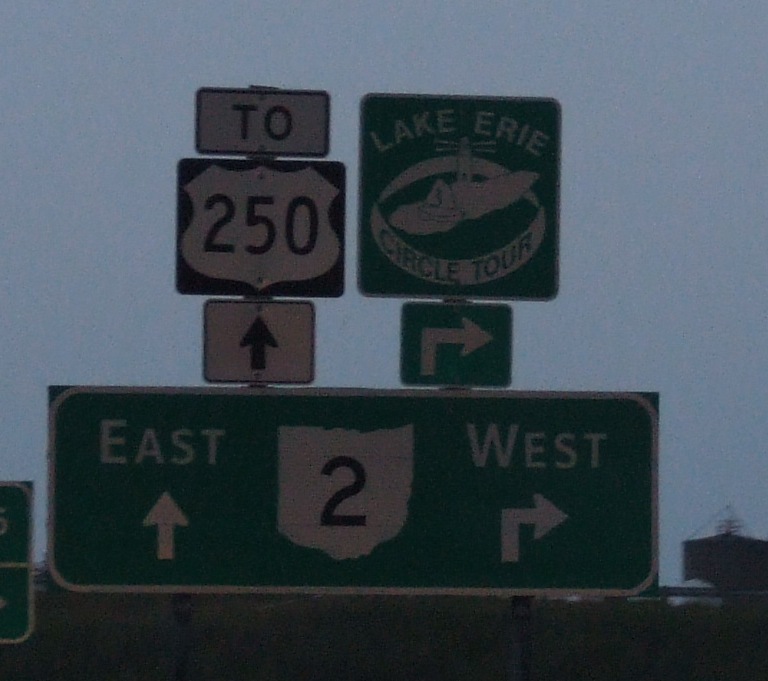 TO
250
LAKE ERIE
CIRCLE TOUR
EAST
2
WEST